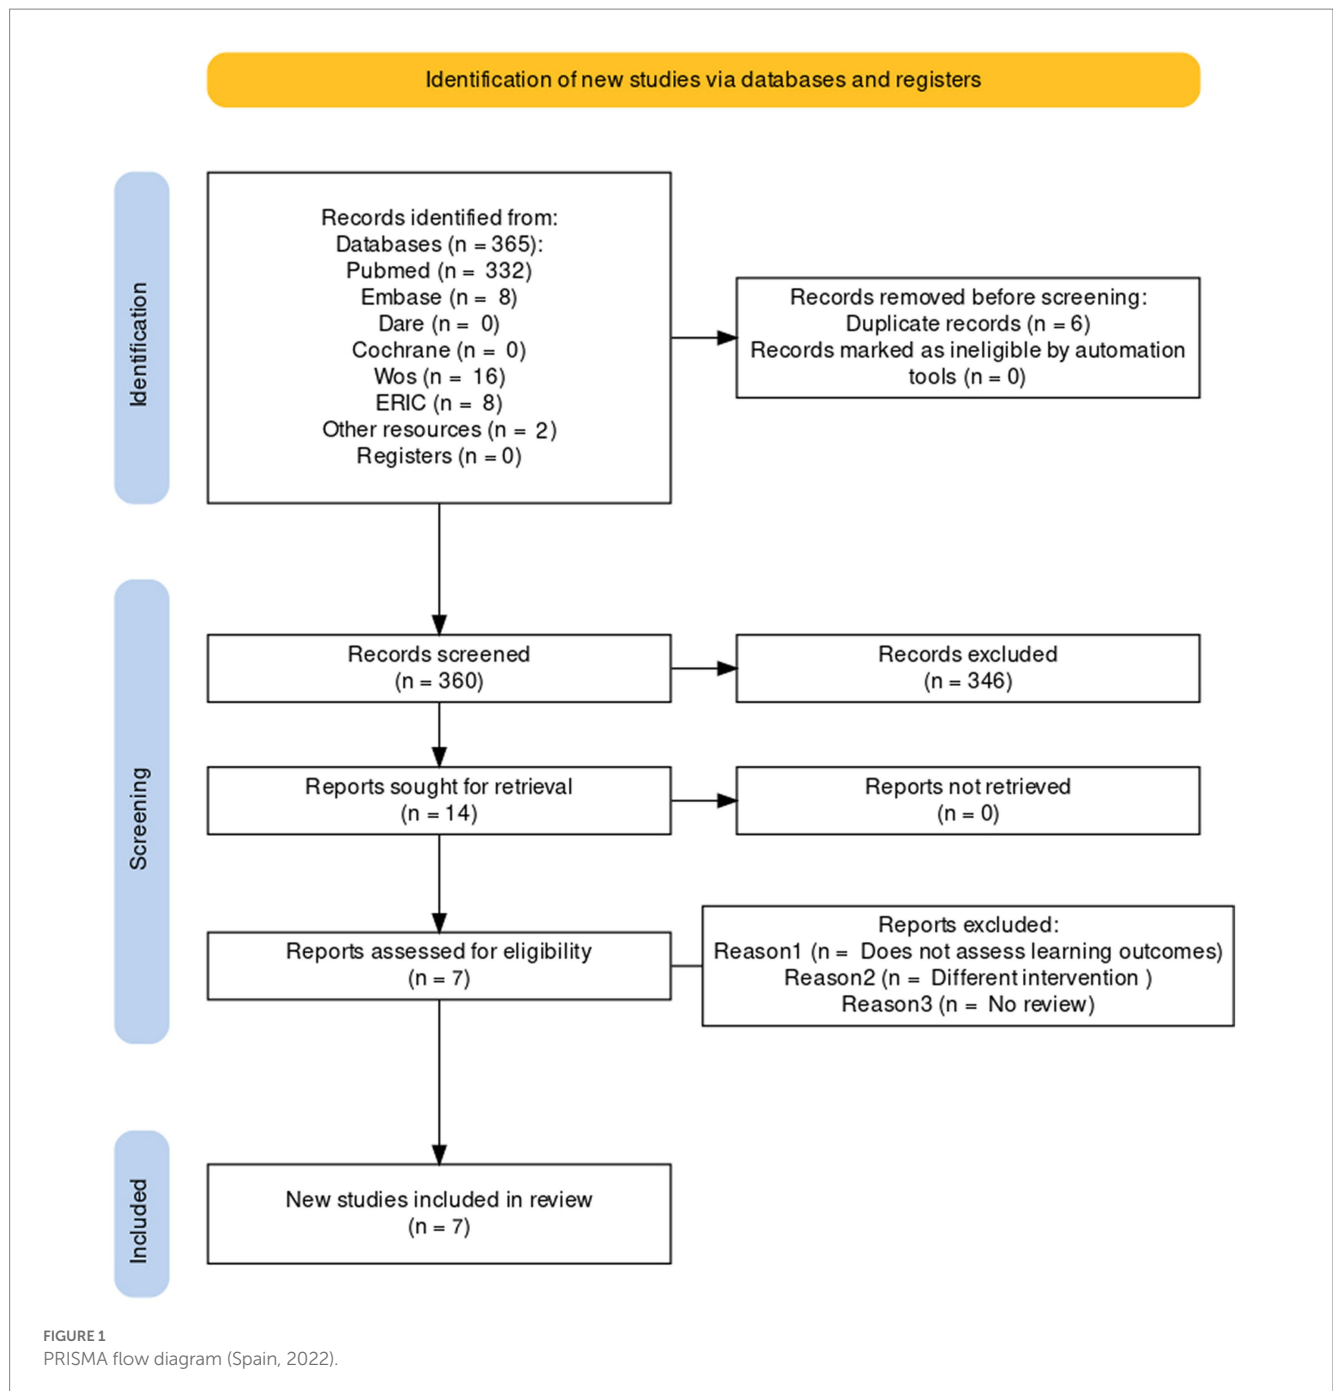 Identification of new studies via databases and registers
Identification
Records identified from:
Databases (n = 365):
Pubmed (n = 332)
Embase (n = 8)
Dare (n = 0)
Cochrane (n = 0)
Wos (n = 16)
ERIC (n = 8)
Other resources (n = 2)
Registers (n = 0)
Records removed before screening:
Duplicate records (n = 6)
Records marked as ineligible by automation
tools (n = 0)
Screening
Records screened
(n = 360)
Records excluded
(n = 346)
Reports sought for retrieval
(n = 14)
Reports not retrieved
(n = 0)
Reports assessed for eligibility
(n = 7)
Reports excluded:
Reason1 (n = Does not assess learning outcomes)
Reason2 (n = Different intervention )
Reason3 (n = No review)
Included
New studies included in review
(n = 7)
FIGURE 1
PRISMA flow diagram (Spain, 2022).